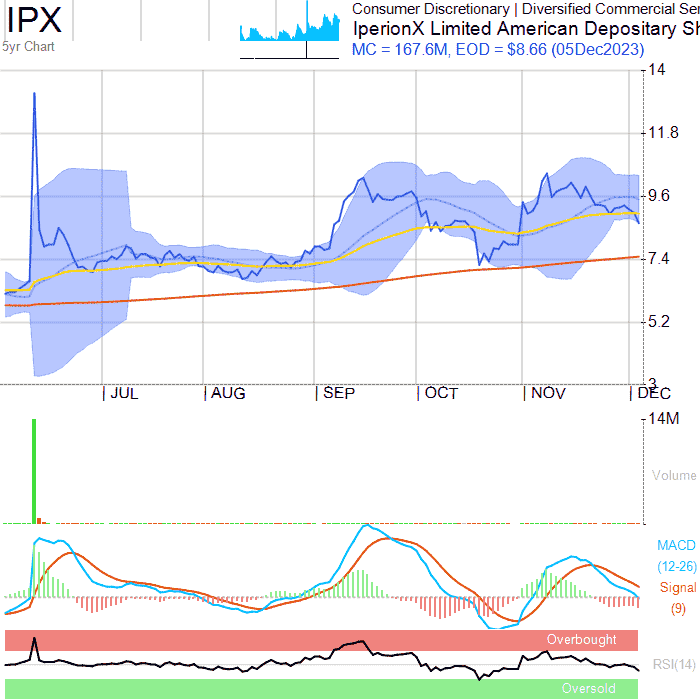 IPX
5yr Chart
Consumer Discretionary | Diversified Commercial Ser
IperionX Limited American Depositary Sh
MC = 167.6M, EOD = $8.66 (05Dec2023)
14
11.8
9.6
7.4
5.2
3
JUL
AUG
SEP
OCT
NOV
DEC
14M
Volume
MACD
(12-26)
Signal
(9)
Overbought
RSI(14)
Oversold